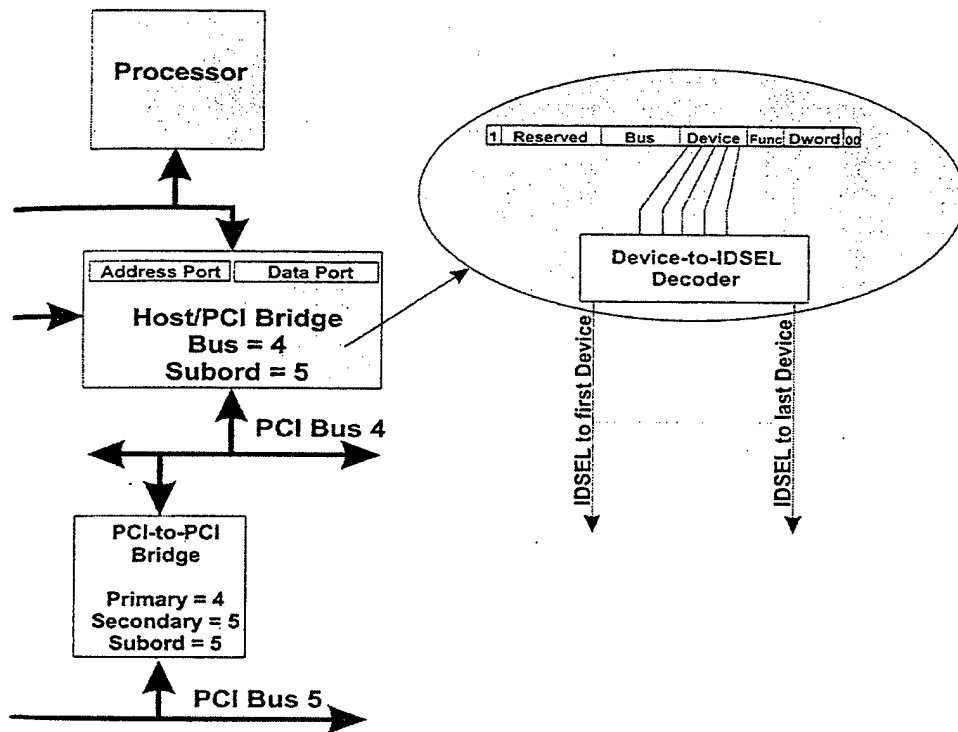 Processor
1 Reserved Bus Device Func Dword 00
Device-to-IDSEL
Decoder
Address Port Data Port
Host/PCI Bridge
Bus = 4
Subord = 5
IDSEL to first Device
IDSEL to last Device
PCI Bus 4
PCI-to-PCI
Bridge
Primary = 4
Secondary = 5
Subord = 5
PCI Bus 5